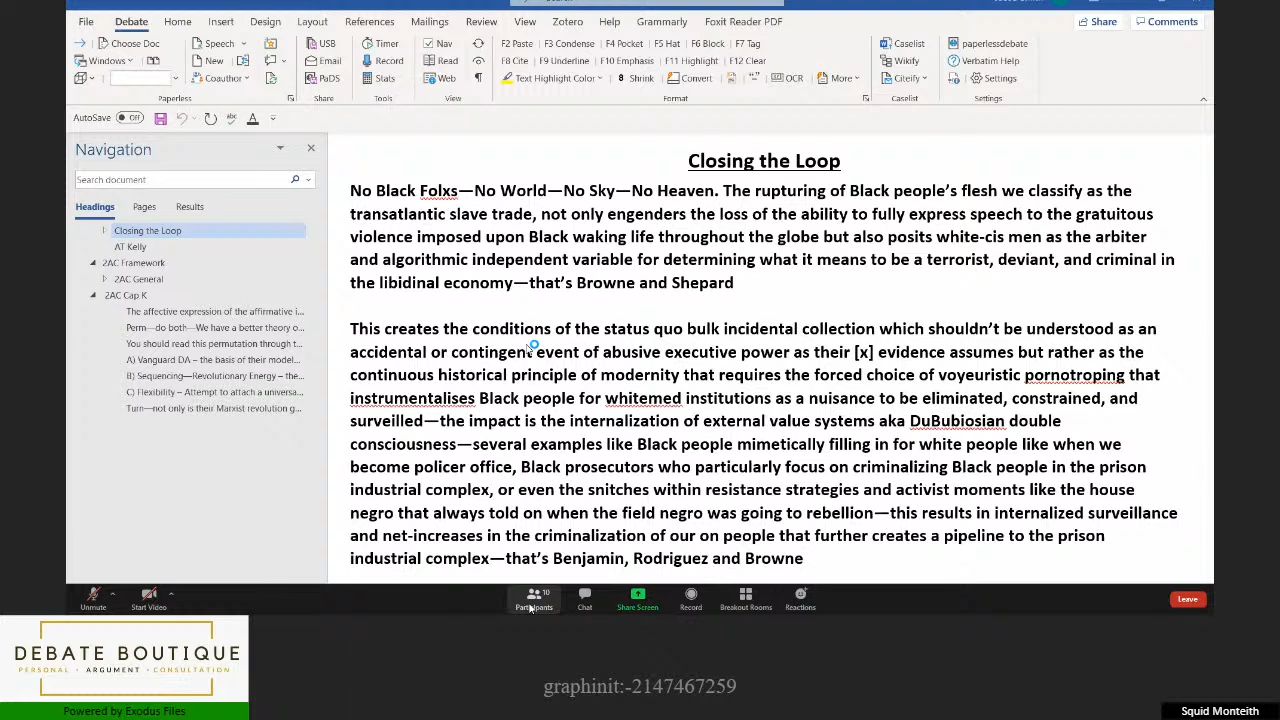 File Debate Home Insert Design Layout References Mailings Review View Zotero Help Grammarly Foxit Reader PDF Share Comments
Choose Doc Speech USB Timer Nav F2 Paste F3 Condense F4 Pocket F5 Hat F6 Block F7 Tag Caselist paperlessdebate
Windows New Email Record Read F8 Cite F9 Underline F10 Emphasis F11 Highlight F12 Clear Wikify Verbatim Help
Coauthor PaDS Stats Web Text Highlight Color Shrink OCR More Citeify Settings
Paperless Share Tools View Format Caselist Settings
AutoSave Off
Navigation
Search document
Headings Pages Results
Closing the Loop
AT Kelly
2AC Framework
2AC General
2AC Cap K
The affective expression of the affirmative i...
Perm—do both—We have a better theory o...
You should read this permutation through t...
A) Vanguard DA – the basis of their model...
B) Sequencing—Revolutionary Energy – the...
C) Flexibility – Attempt to attach a universa...
Turn—not only is their Marxist revolution g...
Closing the Loop
No Black Folxs—No World—No Sky—No Heaven. The rupturing of Black people's flesh we classify as the
transatlantic slave trade, not only engenders the loss of the ability to fully express speech to the gratuitous
violence imposed upon Black waking life throughout the globe but also posits white-cis men as the arbiter
and algorithmic independent variable for determining what it means to be a terrorist, deviant, and criminal in
the libidinal economy—that's Browne and Shepard
This creates the conditions of the status quo bulk incidental collection which shouldn't be understood as an
accidental or contingent event of abusive executive power as their [x] evidence assumes but rather as the
continuous historical principle of modernity that requires the forced choice of voyeuristic pornotroping that
instrumentalises Black people for whitemed institutions as a nuisance to be eliminated, constrained, and
surveilled—the impact is the internalization of external value systems aka DuBubiosian double
consciousness—several examples like Black people mimetically filling in for white people like when we
become policer office, Black prosecutors who particularly focus on criminalizing Black people in the prison
industrial complex, or even the snitches within resistance strategies and activist moments like the house
negro that always told on when the field negro was going to rebellion—this results in internalized surveillance
and net-increases in the criminalization of our on people that further creates a pipeline to the prison
industrial complex—that's Benjamin, Rodriguez and Browne
10
Unmute Start Video Participants Chat Share Screen Record Breakout Rooms Reactions Leave
DEBATE BOUTIQUE
PERSONAL • ARGUMENT • CONSULTATION
Powered by Exodus Files
graphinit:-2147467259
Squid Monteith